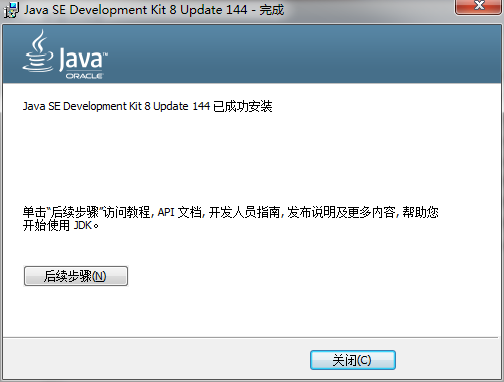 Java SE Development Kit 8 Update 144 - 完成
Java™
ORACLE
Java SE Development Kit 8 Update 144 已成功安装
单击“后续步骤”访问教程, API 文档, 开发人员指南, 发布说明及更多内容, 帮助您
开始使用 JDK。
后续步骤(N)
关闭(C)